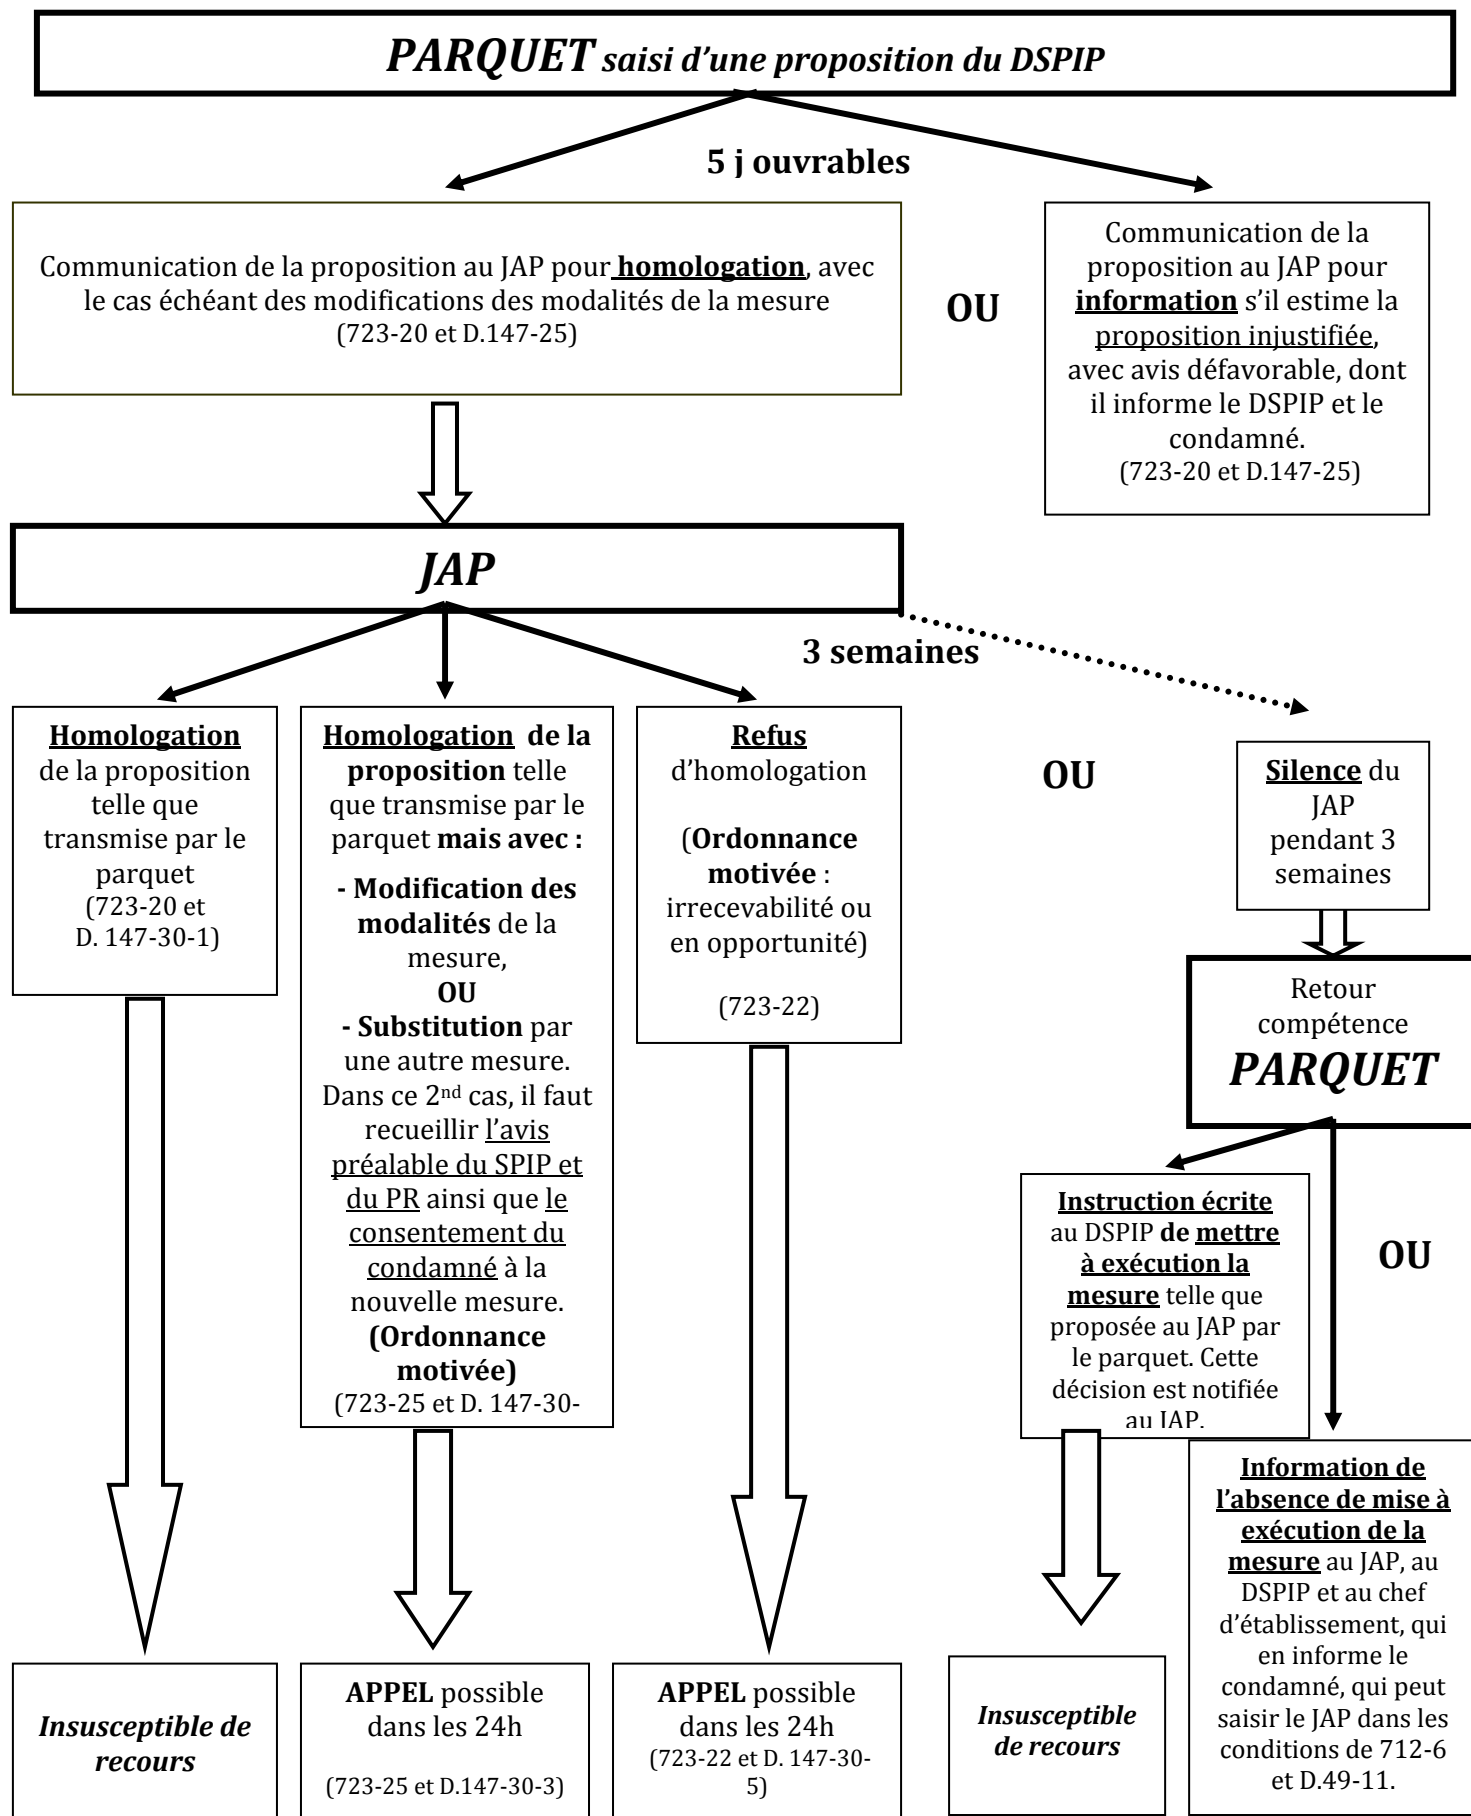 PARQUET saisi d’une proposition du DSPIP
5 j ouvrables
Communication de la proposition au JAP pour homologation, avec
le cas échéant des modifications des modalités de la mesure
(723-20 et D.147-25)
OU
Communication de la
proposition au JAP pour
information s’il estime la
proposition injustifiée,
avec avis défavorable, dont
il informe le DSPIP et le
condamné.
(723-20 et D.147-25)
JAP
3 semaines
Homologation
de la proposition
telle que
transmise par le
parquet
(723-20 et
D. 147-30-1)
Homologation de la
proposition telle
que transmise par le
parquet mais avec :
- Modification des
modalités de la
mesure,
OU
- Substitution par
une autre mesure.
Dans ce 2nd cas, il faut
recueillir l’avis
préalable du SPIP et
du PR ainsi que le
consentement du
condamné à la
nouvelle mesure.
(Ordonnance
motivée)
(723-25 et D. 147-30-
Refus
d’homologation
(Ordonnance
motivée :
irrecevabilité ou
en opportunité)
(723-22)
OU
Silence du
JAP
pendant 3
semaines
Retour
compétence
PARQUET
Instruction écrite
au DSPIP de mettre
à exécution la
mesure telle que
proposée au JAP par
le parquet. Cette
décision est notifiée
au JAP.
OU
Information de
l’absence de mise à
exécution de la
mesure au JAP, au
DSPIP et au chef
d’établissement, qui
en informe le
condamné, qui peut
saisir le JAP dans les
conditions de 712-6
et D.49-11.
Insusceptible de
recours
APPEL possible
dans les 24h
(723-25 et D.147-30-3)
APPEL possible
dans les 24h
(723-22 et D. 147-30-
5)
Insusceptible
de recours